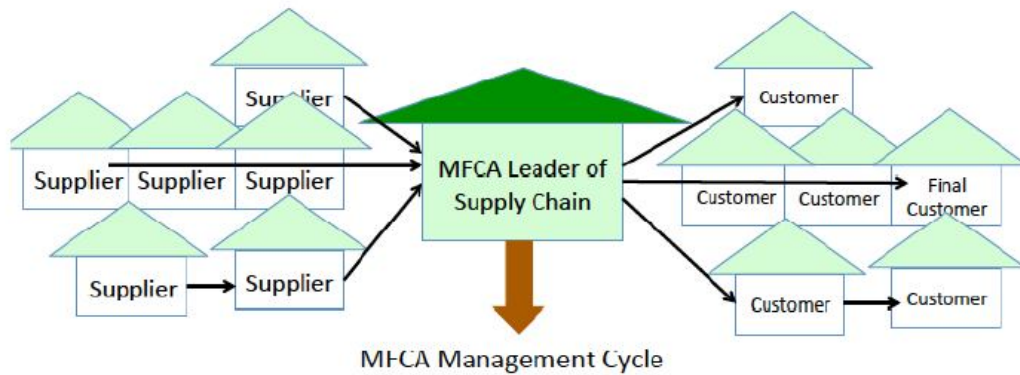 Supplier
Customer
Supplier
Supplier
Supplier
MFCA Leader of
Supply Chain
Customer
Customer
Final
Customer
Supplier
Supplier
Customer
Customer
MFCA Management Cycle